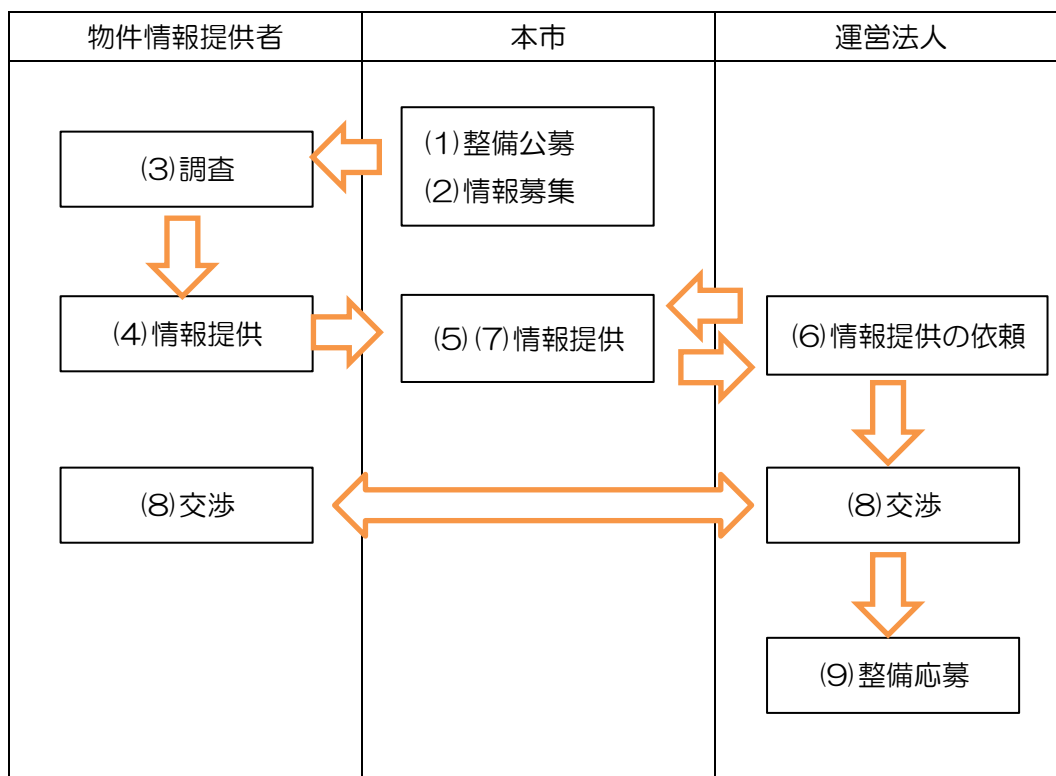 物件情報提供者
本市
運営法人
(1)整備公募
(2)情報募集
(3)調査
(4)情報提供
(5)(7)情報提供
(6)情報提供の依頼
(8)交渉
(8)交渉
(9)整備応募